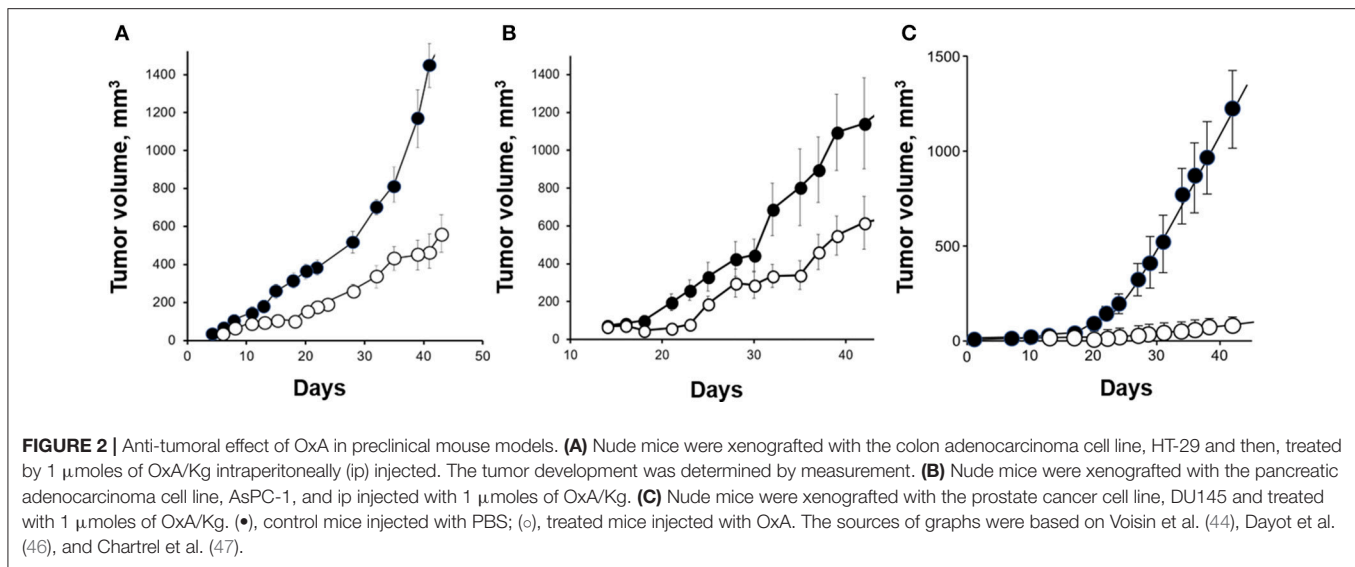 A
B
C
Tumor volume, mm³
1400
1200
1000
800
600
400
200
0
0
10
20
30
40
50
Days
Tumor volume, mm³
1400
1200
1000
800
600
400
200
0
10
20
30
40
Days
Tumor volume, mm³
1500
1000
500
0
0
10
20
30
40
Days
FIGURE 2 | Anti-tumoral effect of OxA in preclinical mouse models. (A) Nude mice were xenografted with the colon adenocarcinoma cell line, HT-29 and then, treated
by 1 μmoles of OxA/Kg intraperitoneally (ip) injected. The tumor development was determined by measurement. (B) Nude mice were xenografted with the pancreatic
adenocarcinoma cell line, AsPC-1, and ip injected with 1 μmoles of OxA/Kg. (C) Nude mice were xenografted with the prostate cancer cell line, DU145 and treated
with 1 μmoles of OxA/Kg. (•), control mice injected with PBS; (○), treated mice injected with OxA. The sources of graphs were based on Voisin et al. (44), Dayot et al.
(46), and Chartrel et al. (47).